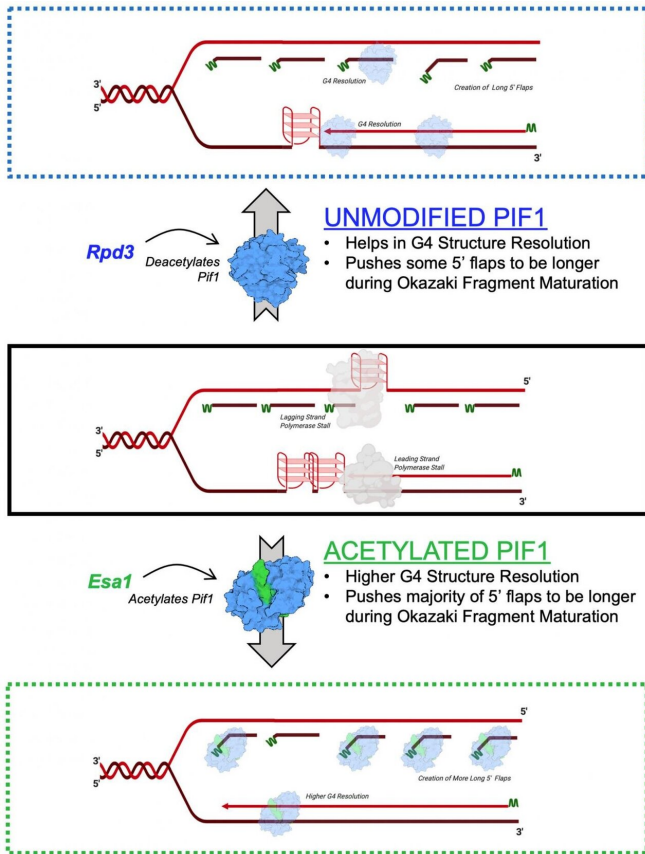 3'
5'
G4 Resolution
Creation of Long 5' Flaps
G4 Resolution
3'
Rpd3
Deacetylates
Pif1
UNMODIFIED PIF1
• Helps in G4 Structure Resolution
• Pushes some 5' flaps to be longer
during Okazaki Fragment Maturation
5'
Lagging Strand
Polymerase Stall
3'
5'
Leading Strand
Polymerase Stall
3'
Esa1
Acetylates Pif1
ACETYLATED PIF1
• Higher G4 Structure Resolution
• Pushes majority of 5' flaps to be longer
during Okazaki Fragment Maturation
5'
3'
5'
Creation of More Long 5' Flaps
Higher G4 Resolution
3'